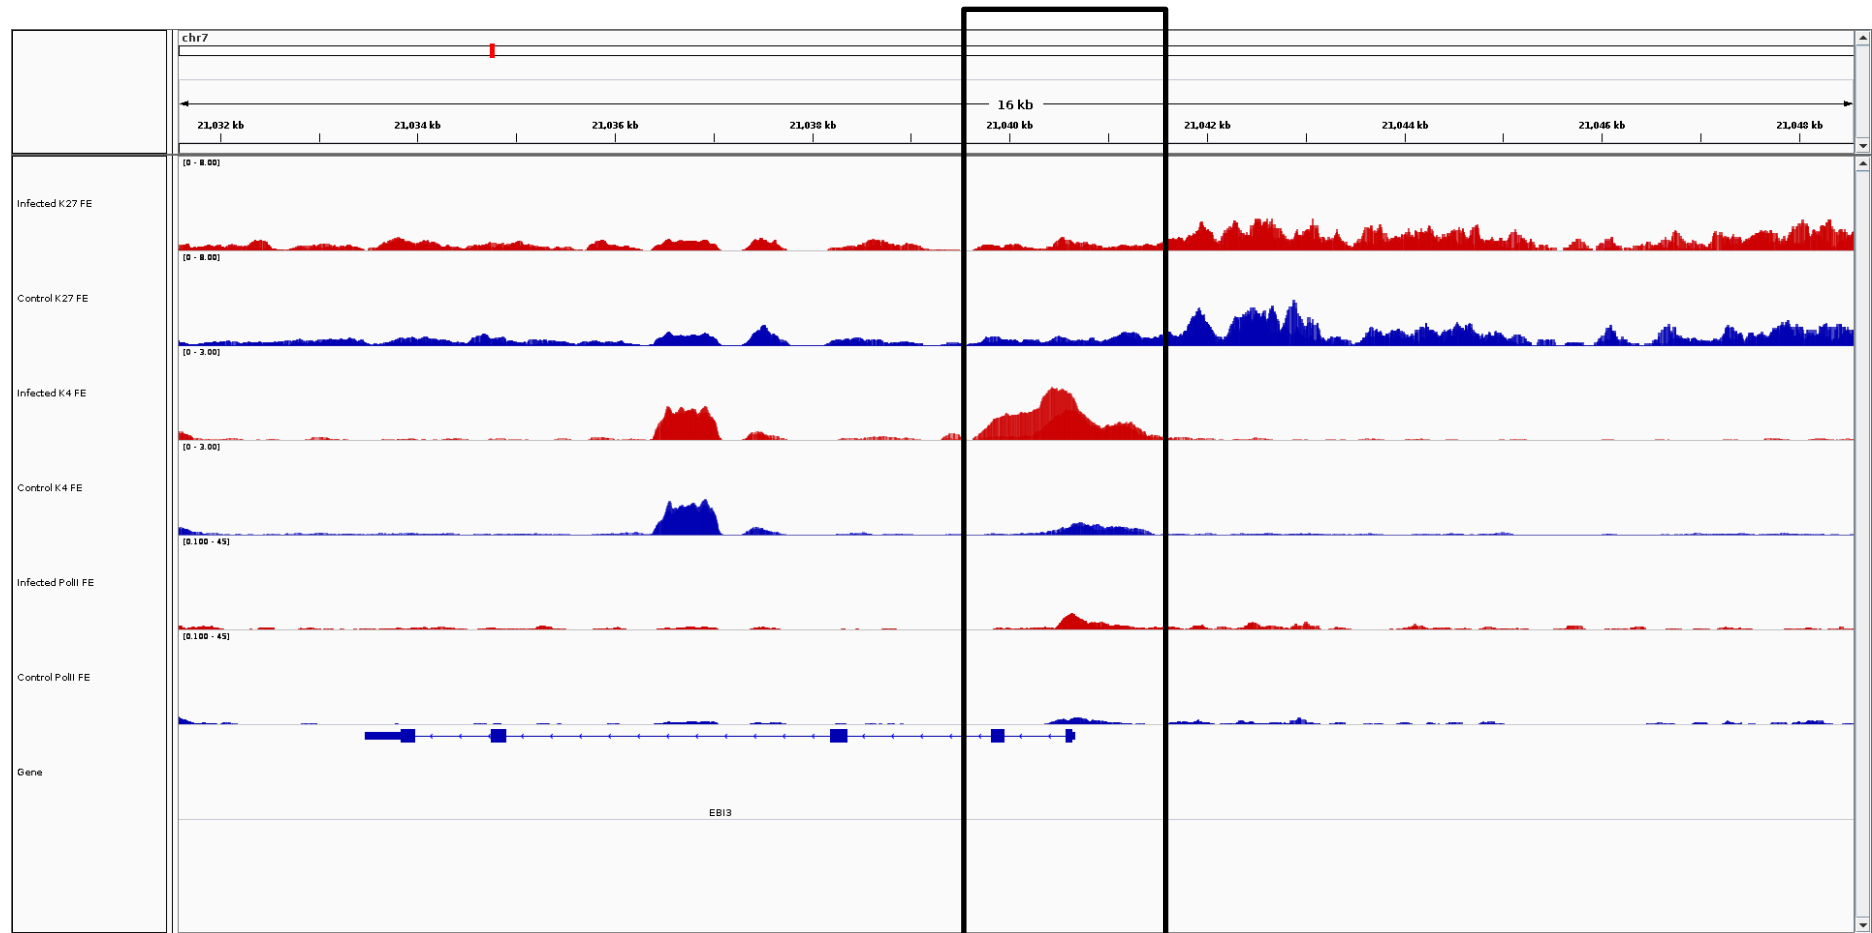 chr7
16 kb
21,032 kb 21,034 kb 21,036 kb 21,038 kb 21,040 kb 21,042 kb 21,044 kb 21,046 kb 21,048 kb
[0 - 8.00]
Infected K27 FE
[0 - 8.00]
Control K27 FE
[0 - 3.00]
Infected K4 FE
[0 - 3.00]
Control K4 FE
[0.100 - 45]
Infected PolII FE
[0.100 - 45]
Control PolII FE
Gene
EBI3